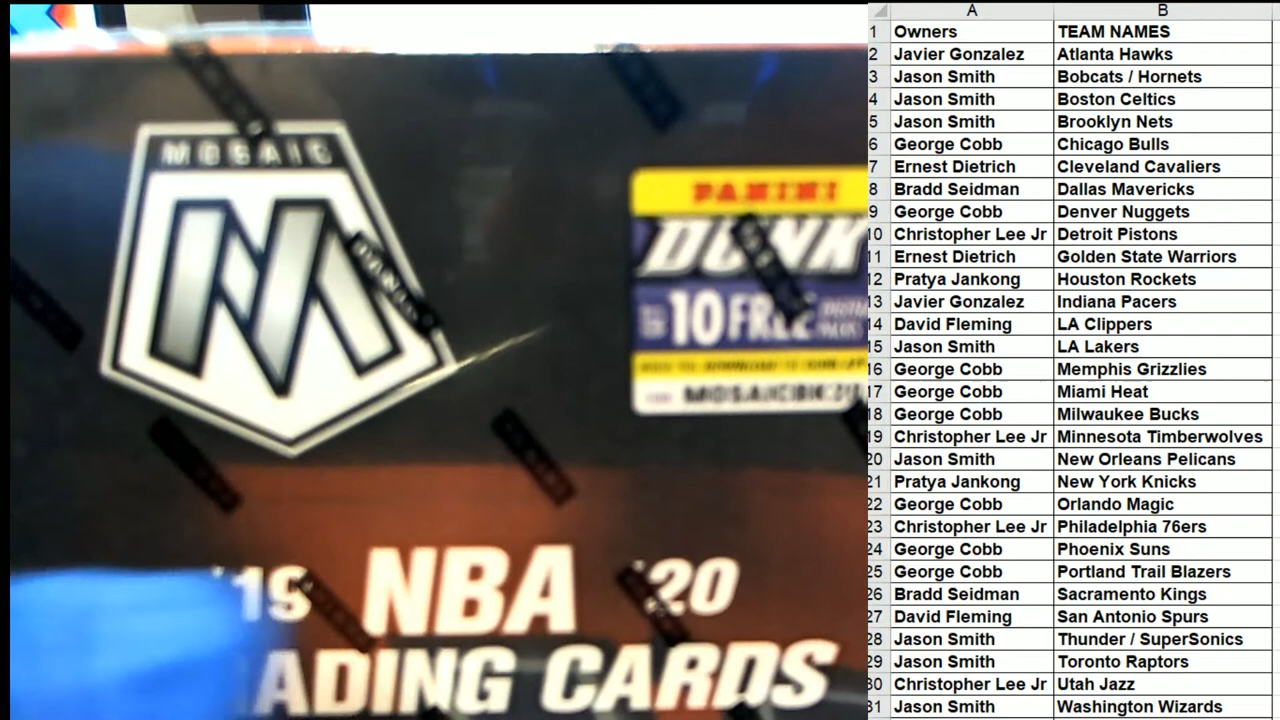 MOSAIC
M
PANINI
PANINI
DUNK
10 FREE
MOSAICBK20
'19 NBA '20
ADING CARDS
A B
1 Owners TEAM NAMES
2 Javier Gonzalez Atlanta Hawks
3 Jason Smith Bobcats / Hornets
4 Jason Smith Boston Celtics
5 Jason Smith Brooklyn Nets
6 George Cobb Chicago Bulls
7 Ernest Dietrich Cleveland Cavaliers
8 Bradd Seidman Dallas Mavericks
9 George Cobb Denver Nuggets
10 Christopher Lee Jr Detroit Pistons
11 Ernest Dietrich Golden State Warriors
12 Pratya Jankong Houston Rockets
13 Javier Gonzalez Indiana Pacers
14 David Fleming LA Clippers
15 Jason Smith LA Lakers
16 George Cobb Memphis Grizzlies
17 George Cobb Miami Heat
18 George Cobb Milwaukee Bucks
19 Christopher Lee Jr Minnesota Timberwolves
20 Jason Smith New Orleans Pelicans
21 Pratya Jankong New York Knicks
22 George Cobb Orlando Magic
23 Christopher Lee Jr Philadelphia 76ers
24 George Cobb Phoenix Suns
25 George Cobb Portland Trail Blazers
26 Bradd Seidman Sacramento Kings
27 David Fleming San Antonio Spurs
28 Jason Smith Thunder / SuperSonics
29 Jason Smith Toronto Raptors
30 Christopher Lee Jr Utah Jazz
31 Jason Smith Washington Wizards